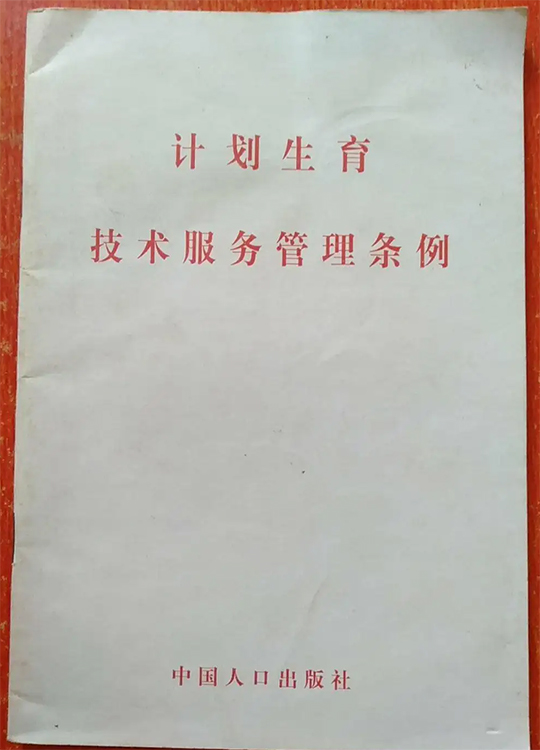 计划生育
技术服务管理条例
中国人口出版社